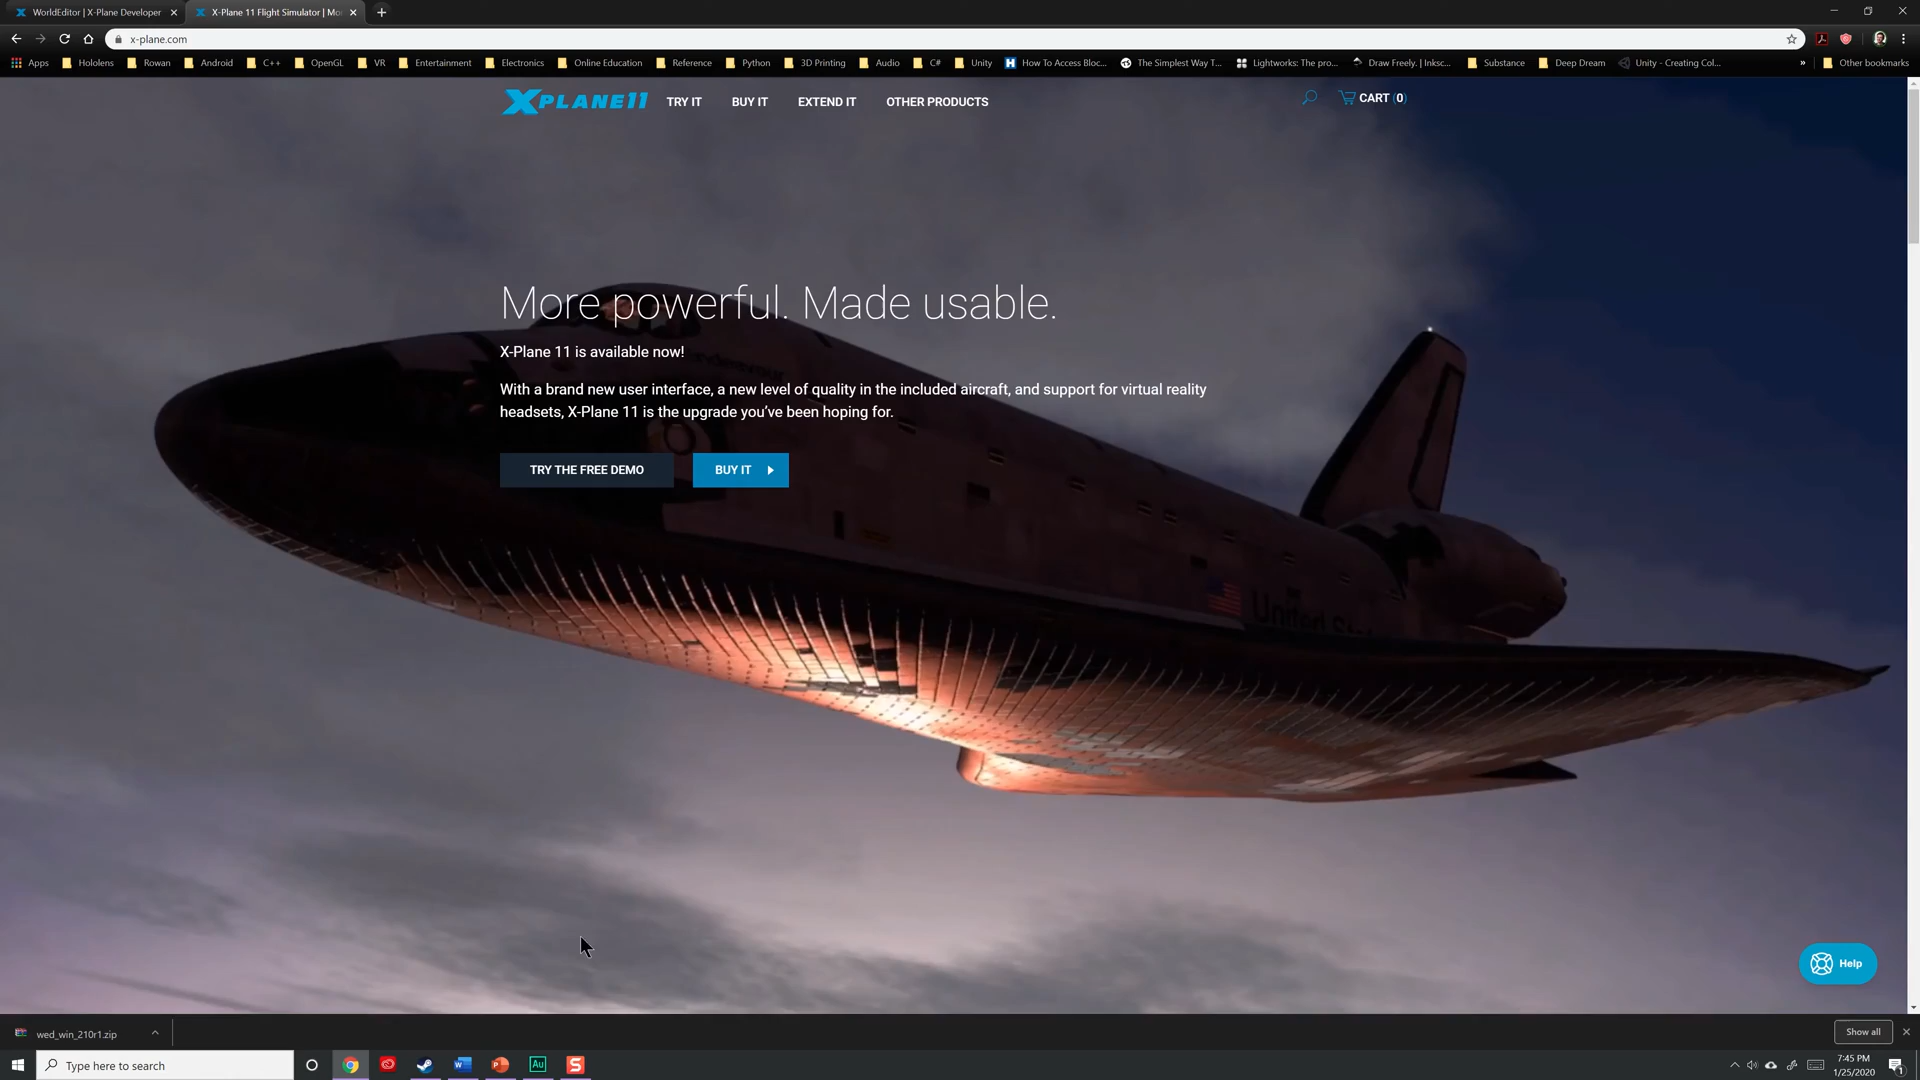 WorldEditor | X-Plane Developer
X-Plane 11 Flight Simulator | Mo
x-plane.com
Apps Hololens Rowan Android C++ OpenGL VR Entertainment Electronics Online Education Reference Python 3D Printing Audio C# Unity How To Access Bloc... The Simplest Way T... Lightworks: The pro... Draw Freely. | Inksc... Substance Deep Dream Unity - Creating Col... » Other bookmarks
XPLANE11 TRY IT BUY IT EXTEND IT OTHER PRODUCTS CART (0)
More powerful. Made usable.
X-Plane 11 is available now!
With a brand new user interface, a new level of quality in the included aircraft, and support for virtual reality
headsets, X-Plane 11 is the upgrade you've been hoping for.
TRY THE FREE DEMO BUY IT
United
Help
wed_win_210r1.zip Show all
Type here to search
Au
7:45 PM
1/25/2020